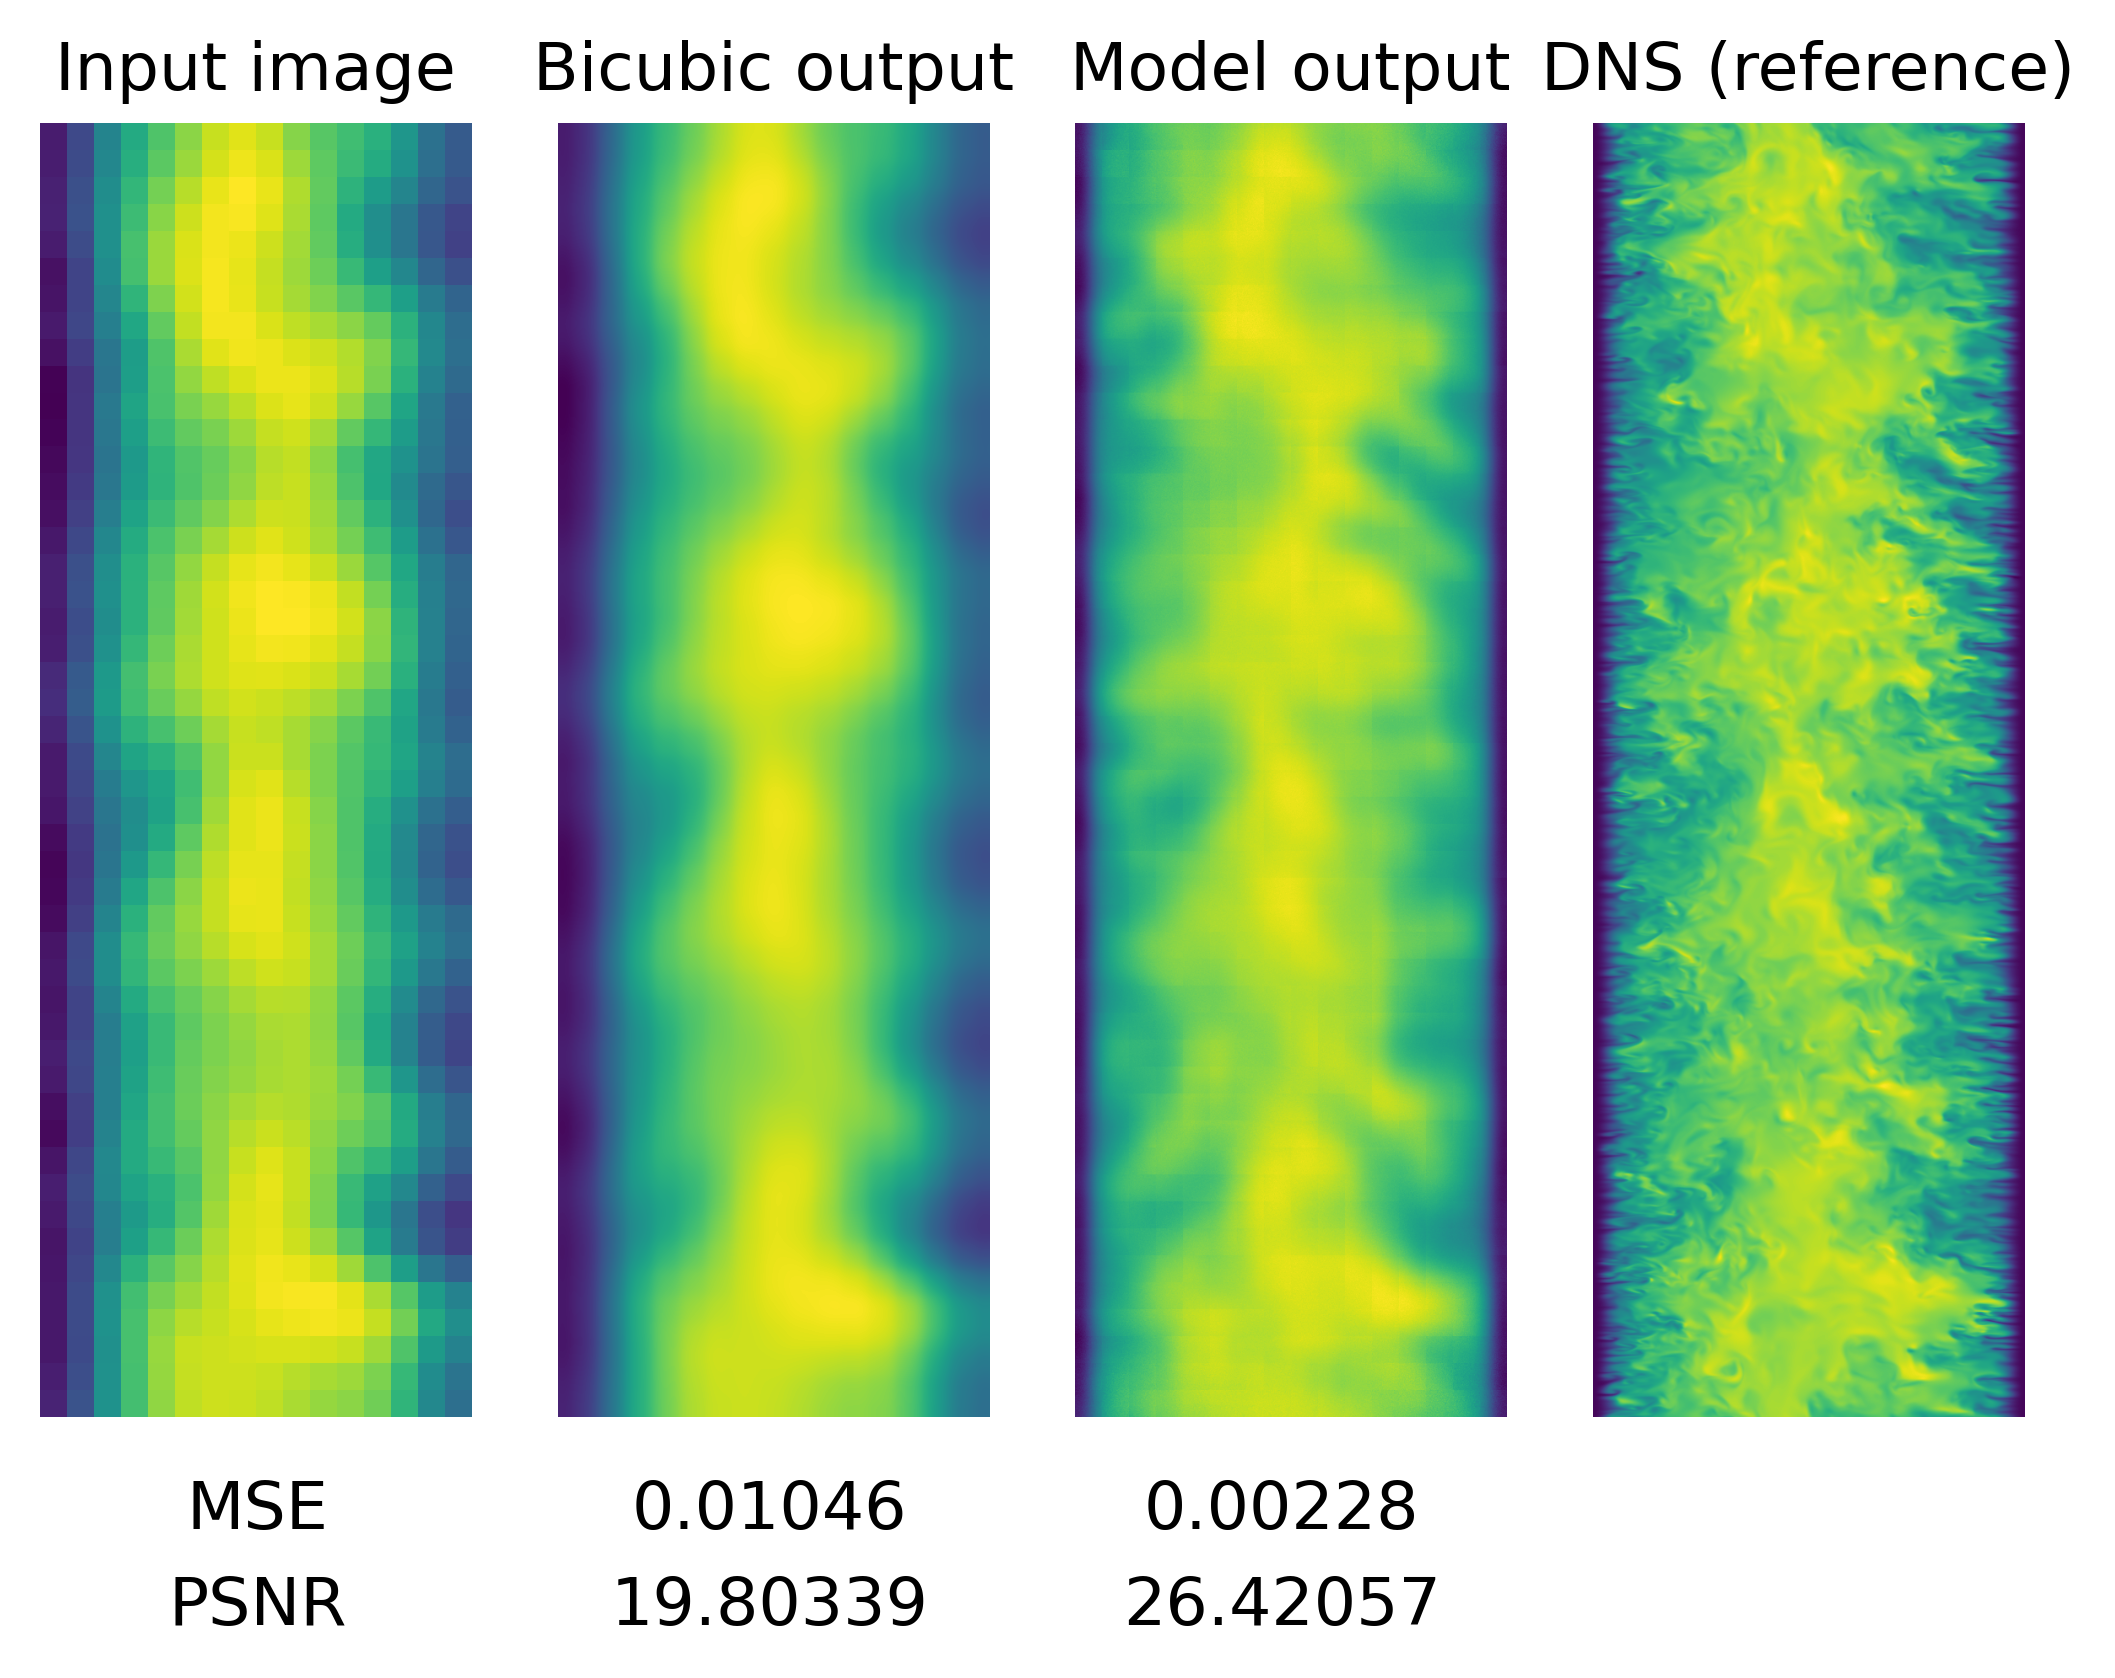 Input image Bicubic output Model output DNS (reference)
MSE 0.01046 0.00228
PSNR 19.80339 26.42057